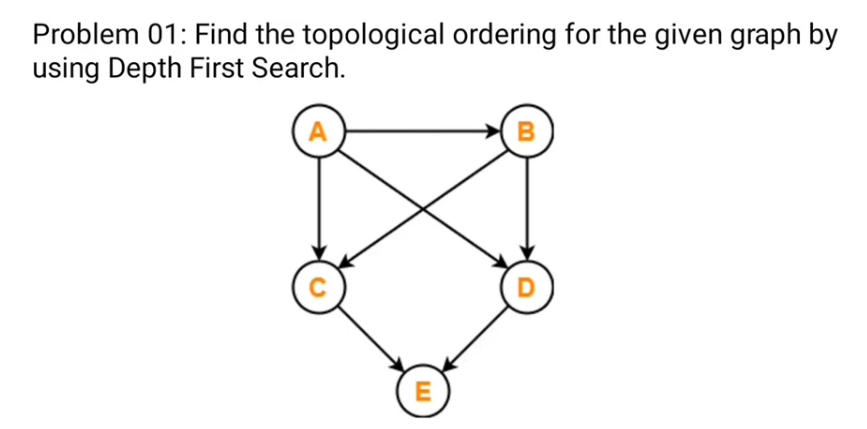 Problem 01: Find the topological ordering for the given graph by
using Depth First Search.
A B
C D
E